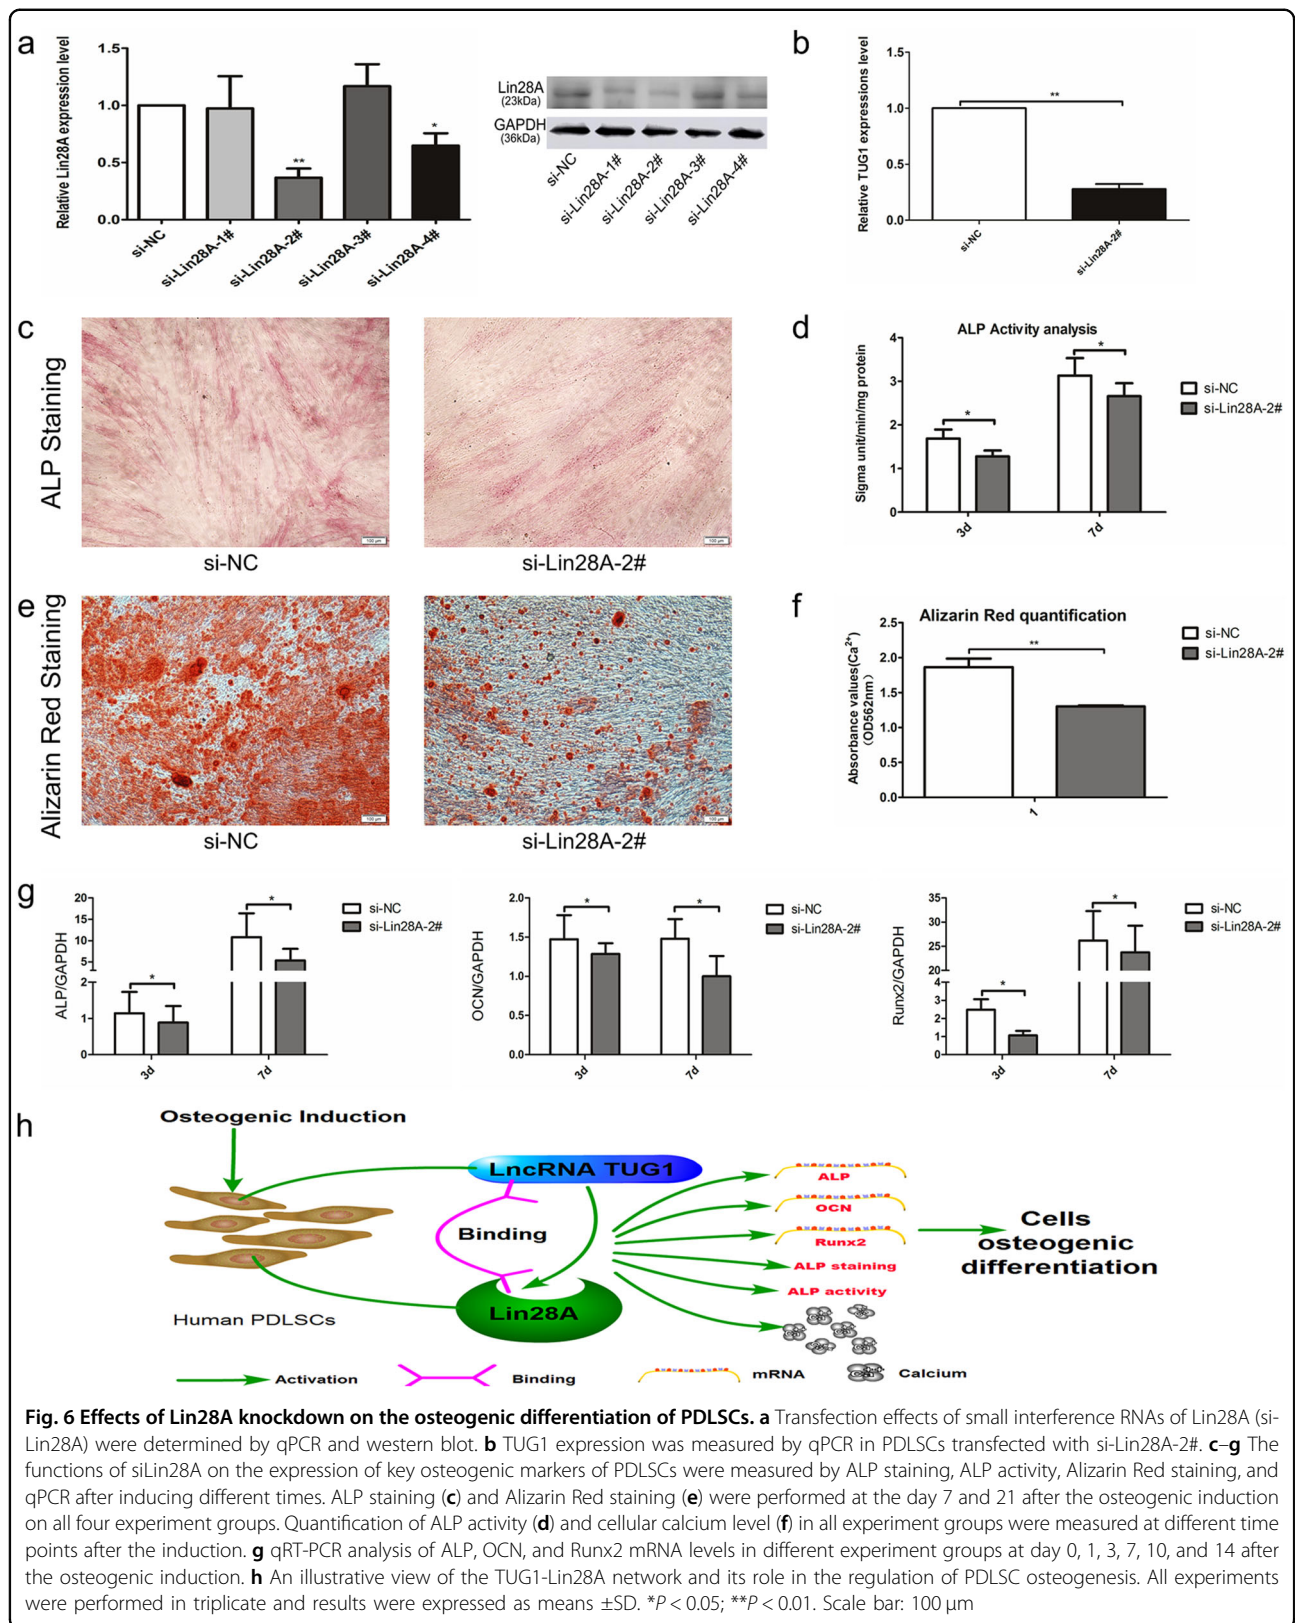 a
Relative Lin28A expression level
1.5
1.0
0.5
0.0
si-NC
si-Lin28A-1#
si-Lin28A-2#
si-Lin28A-3#
si-Lin28A-4#
**
*
Lin28A
(23kDa)
GAPDH
(36kDa)
si-NC
si-Lin28A-1#
si-Lin28A-2#
si-Lin28A-3#
si-Lin28A-4#
b
Relative TUG1 expressions level
1.5
1.0
0.5
0.0
**
si-NC
si-Lin28A-2#
c
ALP Staining
100 μm
100 μm
si-NC
si-Lin28A-2#
d
ALP Activity analysis
Sigma unit/min/mg protein
4
3
2
1
0
*
*
3d
7d
si-NC
si-Lin28A-2#
e
Alizarin Red Staining
100 μm
100 μm
si-NC
si-Lin28A-2#
f
Alizarin Red quantification
Absorbance values(Ca2+)
(OD562nm)
2.5
2.0
1.5
1.0
0.5
0.0
**
1
si-NC
si-Lin28A-2#
g
ALP/GAPDH
20
15
10
5
2
1
0
*
*
3d
7d
si-NC
si-Lin28A-2#
OCN/GAPDH
2.0
1.5
1.0
0.5
0.0
*
*
3d
7d
si-NC
si-Lin28A-2#
Runx2/GAPDH
35
30
25
20
4
3
2
1
0
*
*
3d
7d
si-NC
si-Lin28A-2#
h
Osteogenic Induction
LncRNA TUG1
Binding
Lin28A
Human PDLSCs
ALP
OCN
Runx2
ALP staining
ALP activity
Cells
osteogenic
differentiation
Activation
Binding
mRNA
Calcium
Fig. 6 Effects of Lin28A knockdown on the osteogenic differentiation of PDLSCs. a Transfection effects of small interference RNAs of Lin28A (si-
Lin28A) were determined by qPCR and western blot. b TUG1 expression was measured by qPCR in PDLSCs transfected with si-Lin28A-2#. c–g The
functions of siLin28A on the expression of key osteogenic markers of PDLSCs were measured by ALP staining, ALP activity, Alizarin Red staining, and
qPCR after inducing different times. ALP staining (c) and Alizarin Red staining (e) were performed at the day 7 and 21 after the osteogenic induction
on all four experiment groups. Quantification of ALP activity (d) and cellular calcium level (f) in all experiment groups were measured at different time
points after the induction. g qRT-PCR analysis of ALP, OCN, and Runx2 mRNA levels in different experiment groups at day 0, 1, 3, 7, 10, and 14 after
the osteogenic induction. h An illustrative view of the TUG1-Lin28A network and its role in the regulation of PDLSC osteogenesis. All experiments
were performed in triplicate and results were expressed as means ±SD. *P < 0.05; **P < 0.01. Scale bar: 100 μm